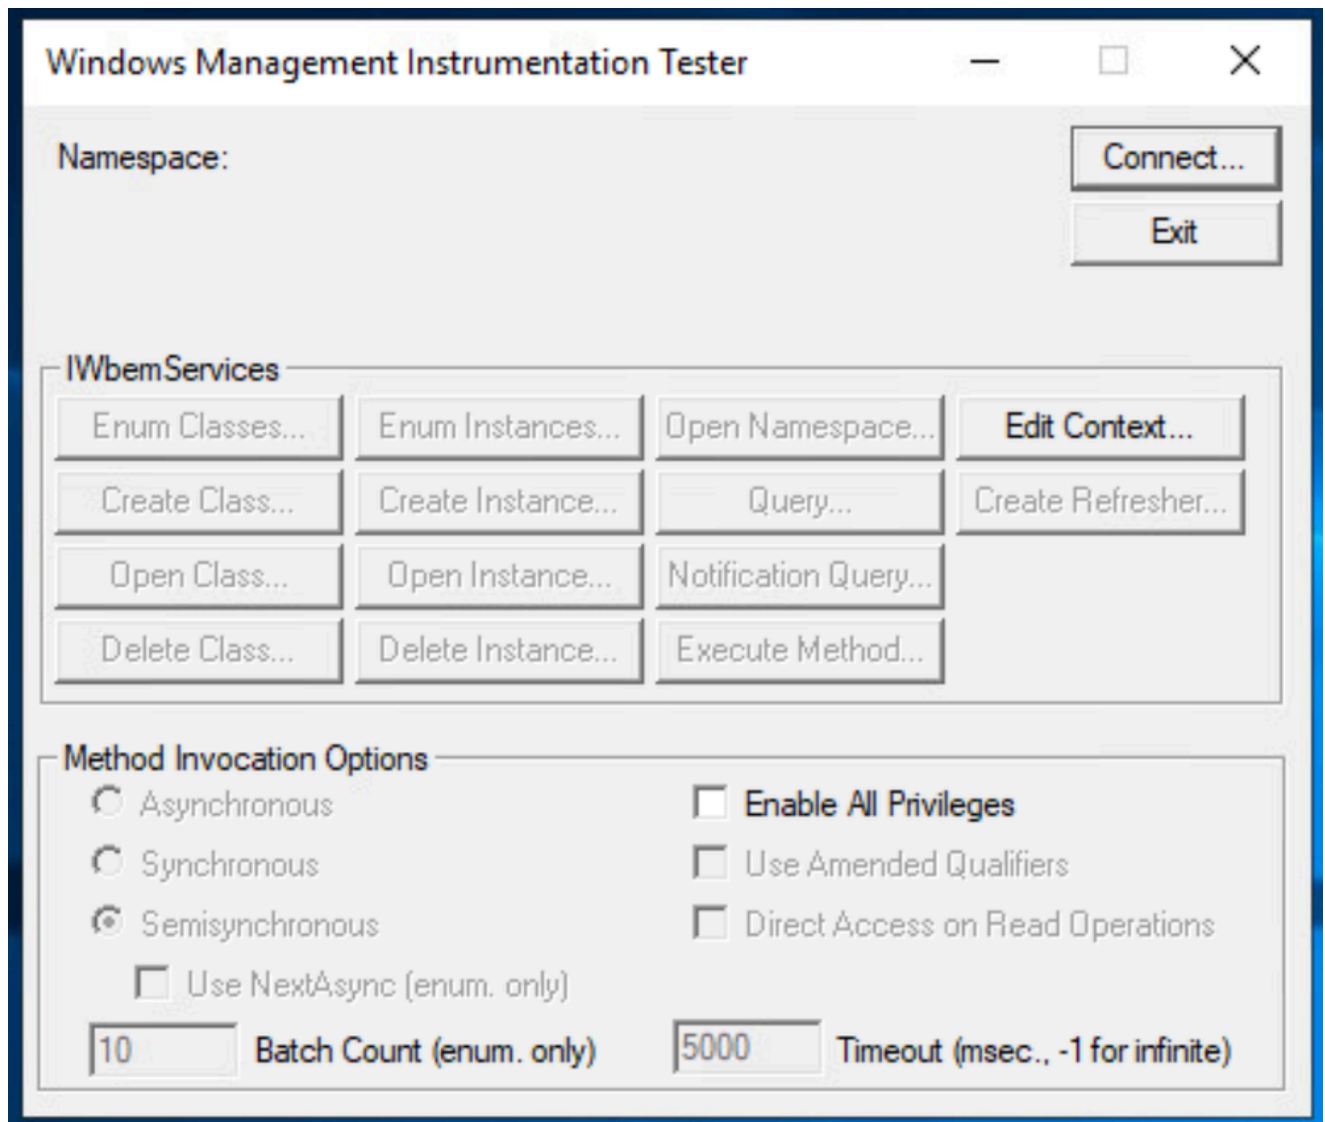 Windows Management Instrumentation Tester
Namespace:
Connect...
Exit
IWbemServices
Enum Classes... Enum Instances... Open Namespace... Edit Context...
Create Class... Create Instance... Query... Create Refresher...
Open Class... Open Instance... Notification Query...
Delete Class... Delete Instance... Execute Method...
Method Invocation Options
Asynchronous Enable All Privileges
Synchronous Use Amended Qualifiers
Semisynchronous Direct Access on Read Operations
Use NextAsync (enum. only)
10 Batch Count (enum. only) 5000 Timeout (msec., -1 for infinite)